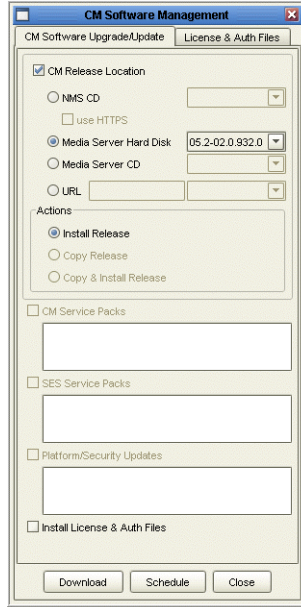 CM Software Management
CM Software Upgrade/Update License & Auth Files
CM Release Location
NMS CD
use HTTPS
Media Server Hard Disk 05.2-02.0.932.0
Media Server CD
URL
Actions
Install Release
Copy Release
Copy & Install Release
CM Service Packs
SES Service Packs
Platform/Security Updates
Install License & Auth Files
Download Schedule Close